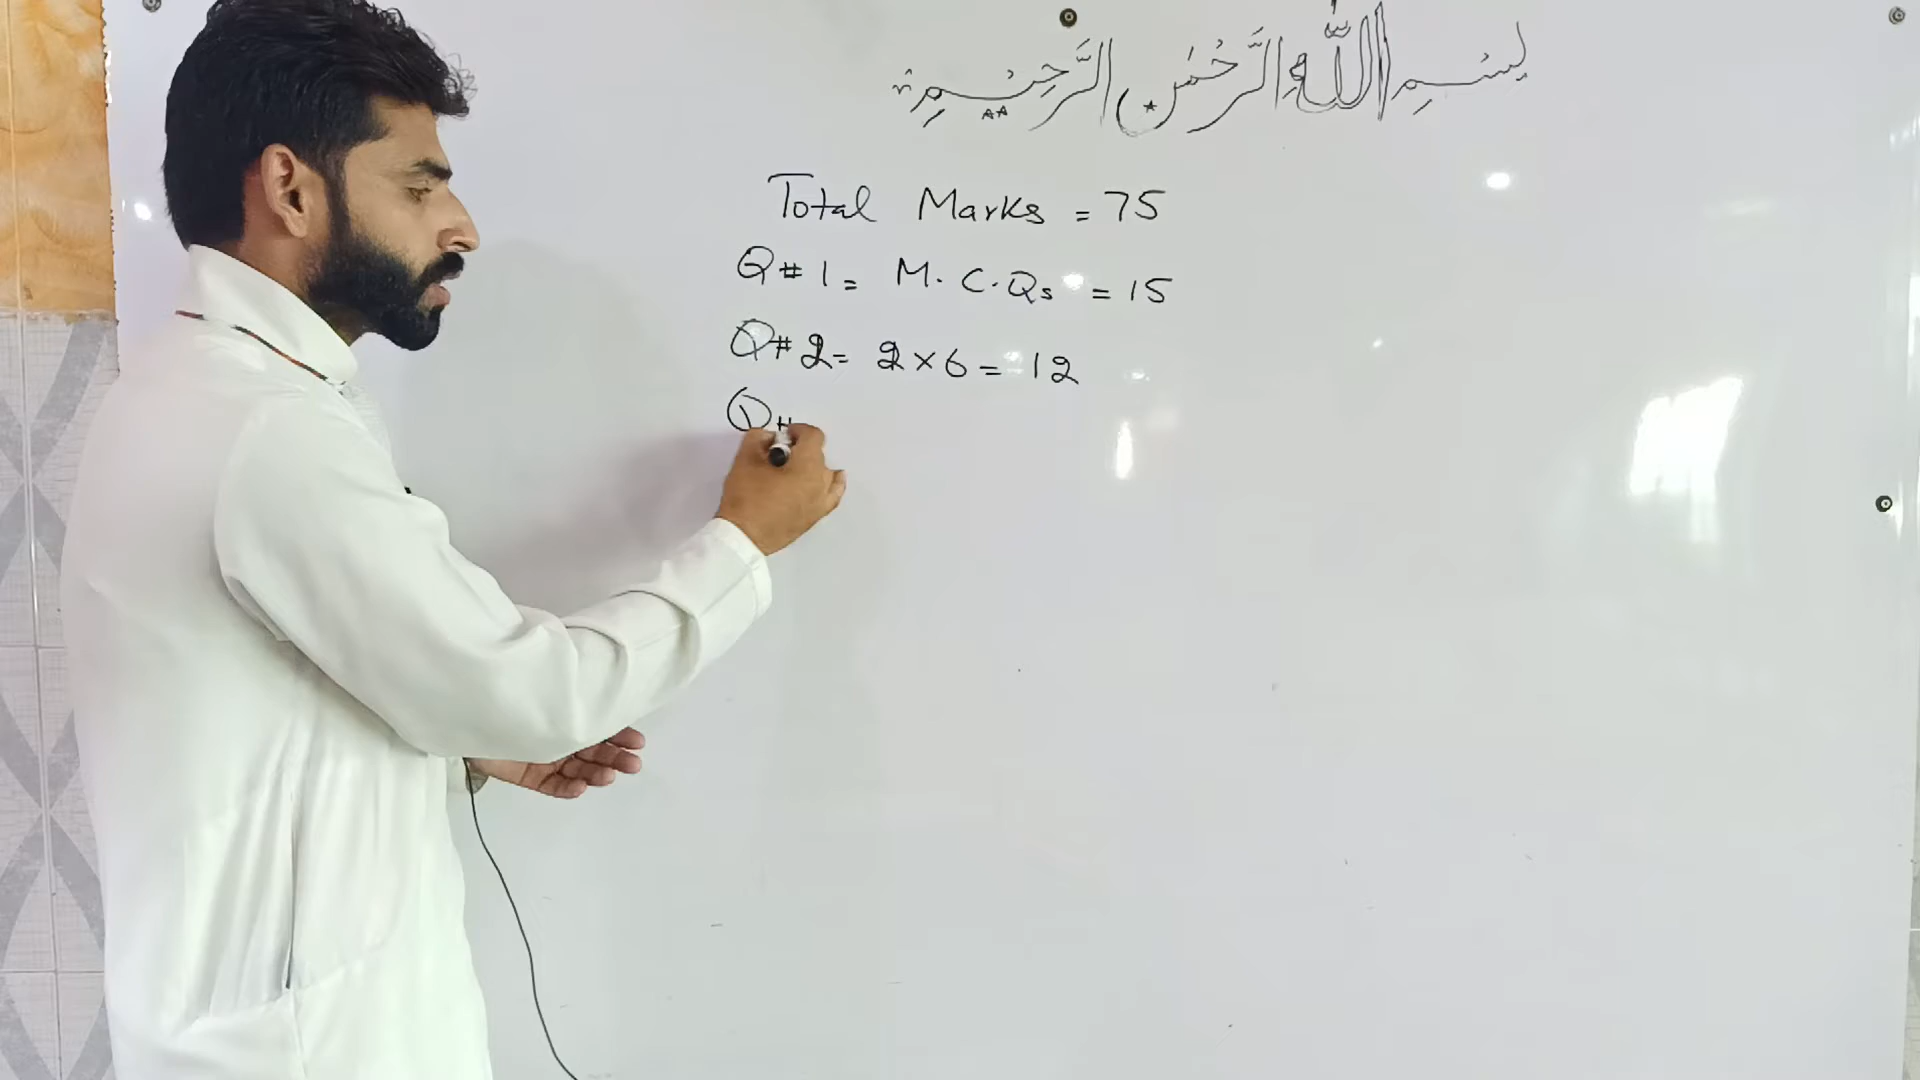 بِسْمِ اللّٰهِ الرَّحْمٰنِ الرَّحِيْمِ
Total Marks = 75
Q # 1 = M.C.Qs = 15
Q # 2 = 2 × 6 = 12
Q #